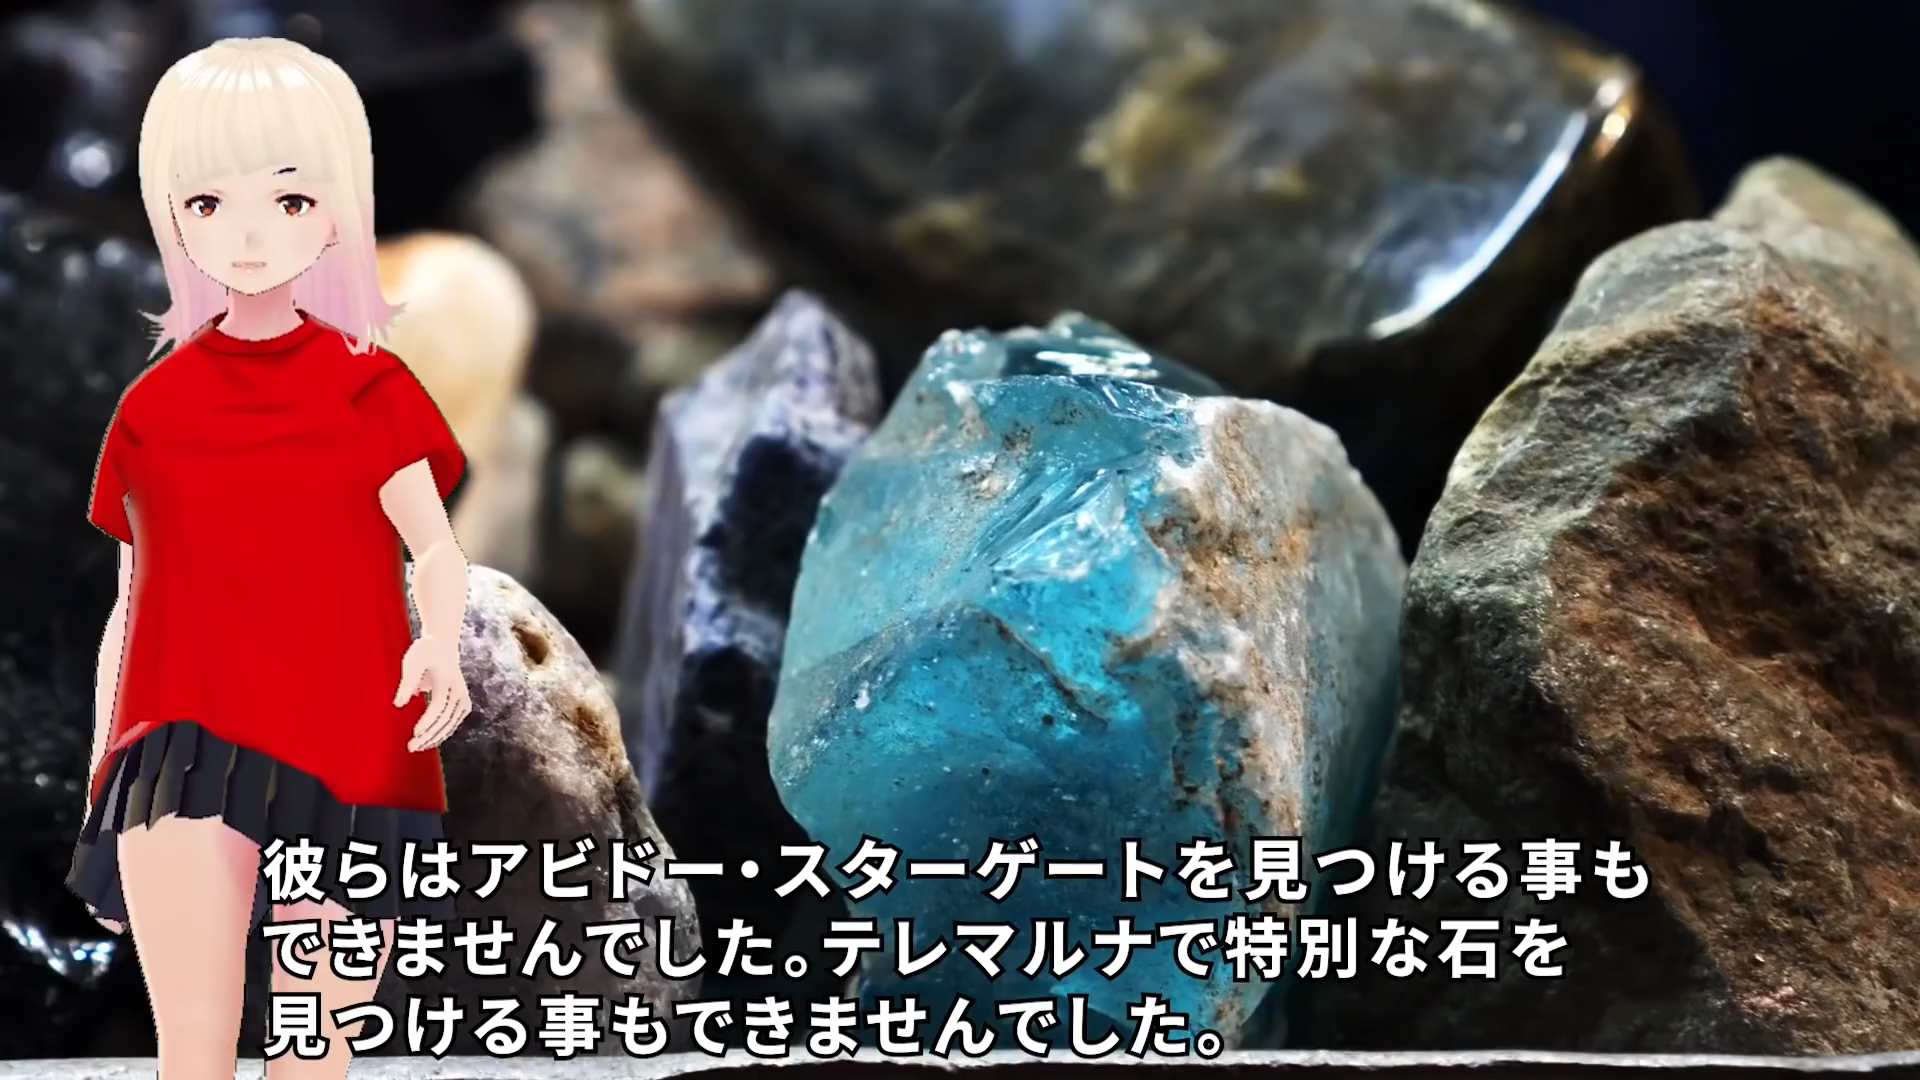 彼らはアビドー・スターゲートを見つける事も
できませんでした。テレマルナで特別な石を
見つける事もできませんでした。